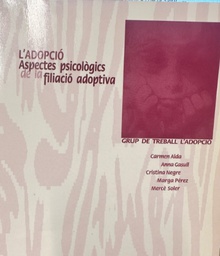 L'ADOPCIÓ
Aspectes psicològics
de la filiació adoptiva
GRUP DE TREBALL L'ADOPCIÓ
Carmen Alda
Anna Gasull
Cristina Negre
Marga Pérez
Mercè Soler